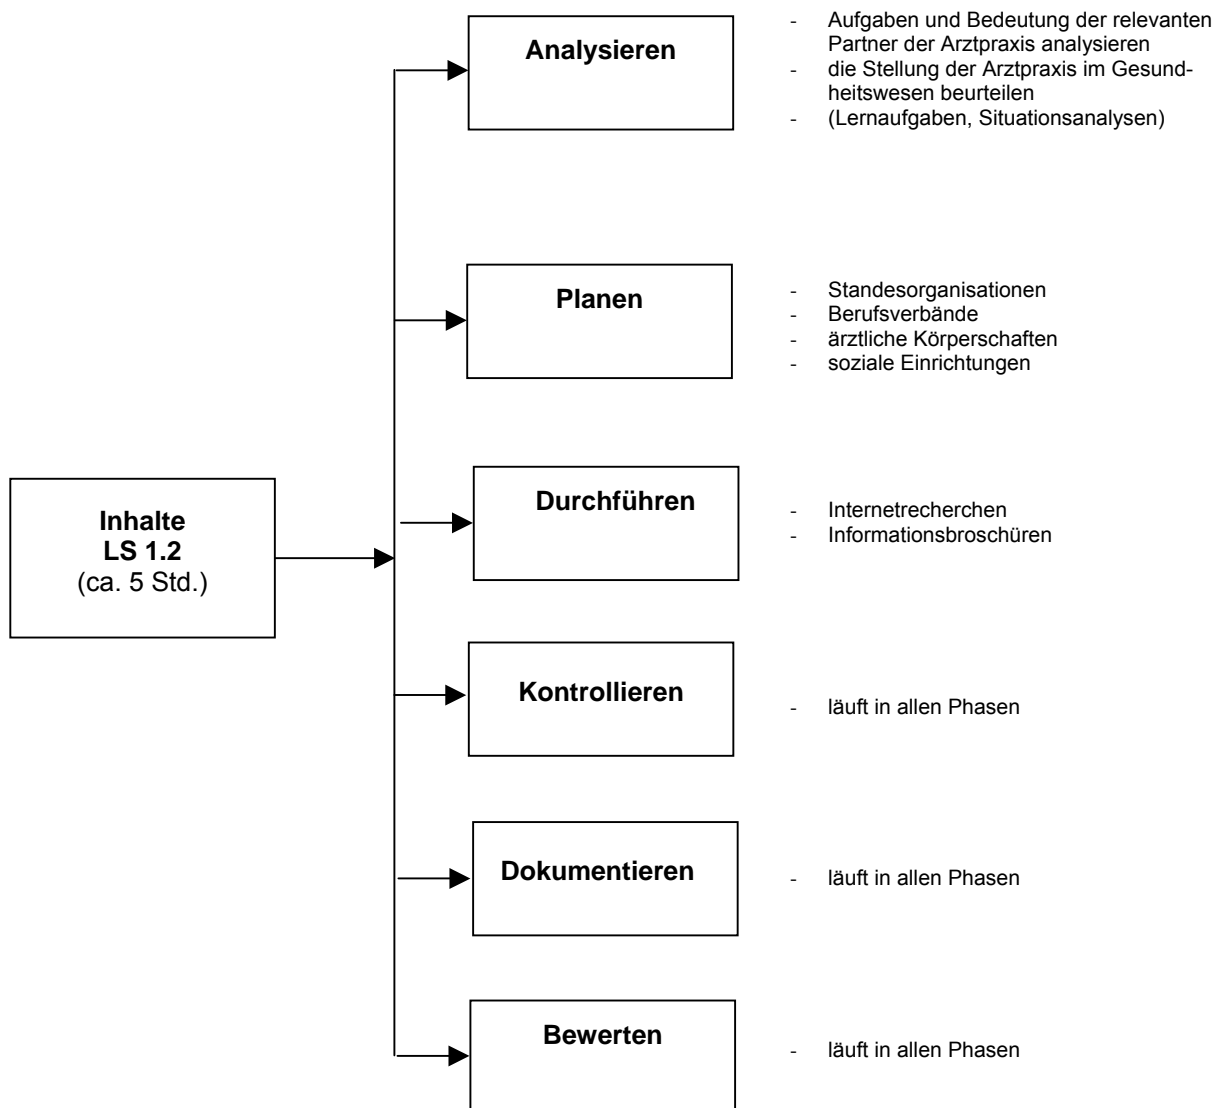 Analysieren
- Aufgaben und Bedeutung der relevanten
Partner der Arztpraxis analysieren
- die Stellung der Arztpraxis im Gesund-
heitswesen beurteilen
- (Lernaufgaben, Situationsanalysen)
Planen
- Standesorganisationen
- Berufsverbände
- ärztliche Körperschaften
- soziale Einrichtungen
Inhalte
LS 1.2
(ca. 5 Std.)
Durchführen
- Internetrecherchen
- Informationsbroschüren
Kontrollieren
- läuft in allen Phasen
Dokumentieren
- läuft in allen Phasen
Bewerten
- läuft in allen Phasen